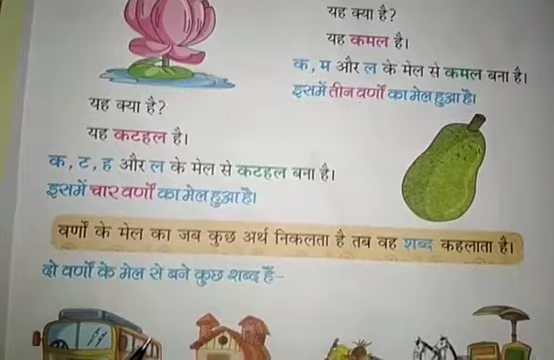 यह क्या है?
यह कमल है।
क, म और ल के मेल से कमल बना है।
इसमें तीन वर्णों का मेल हुआ है।
यह क्या है?
यह कटहल है।
क, ट, ह और ल के मेल से कटहल बना है।
इसमें चार वर्णों का मेल हुआ है।
वर्णों के मेल का जब कुछ अर्थ निकलता है तब वह शब्द कहलाता है।
दो वर्णों के मेल से बने कुछ शब्द हैं–